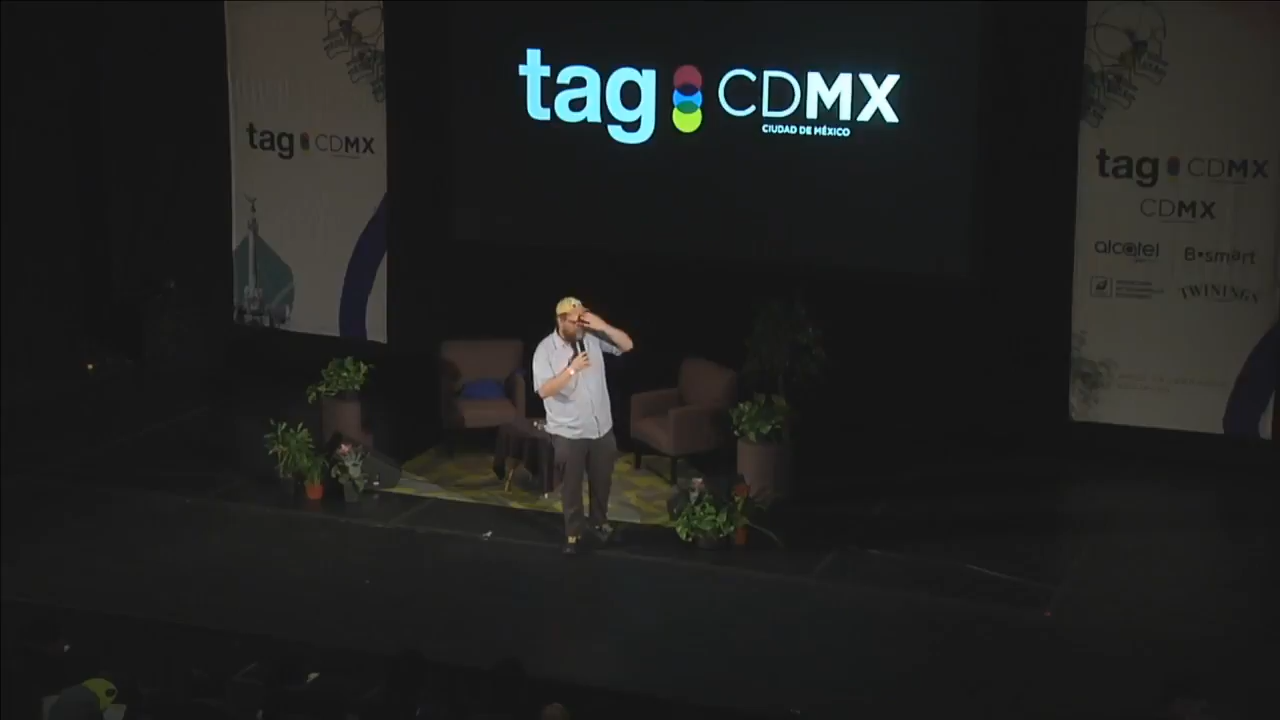 tag CDMX
CIUDAD DE MÉXICO
tag CDMX
tag CDMX
CDMX
alcatel
B•smart
TWININGS